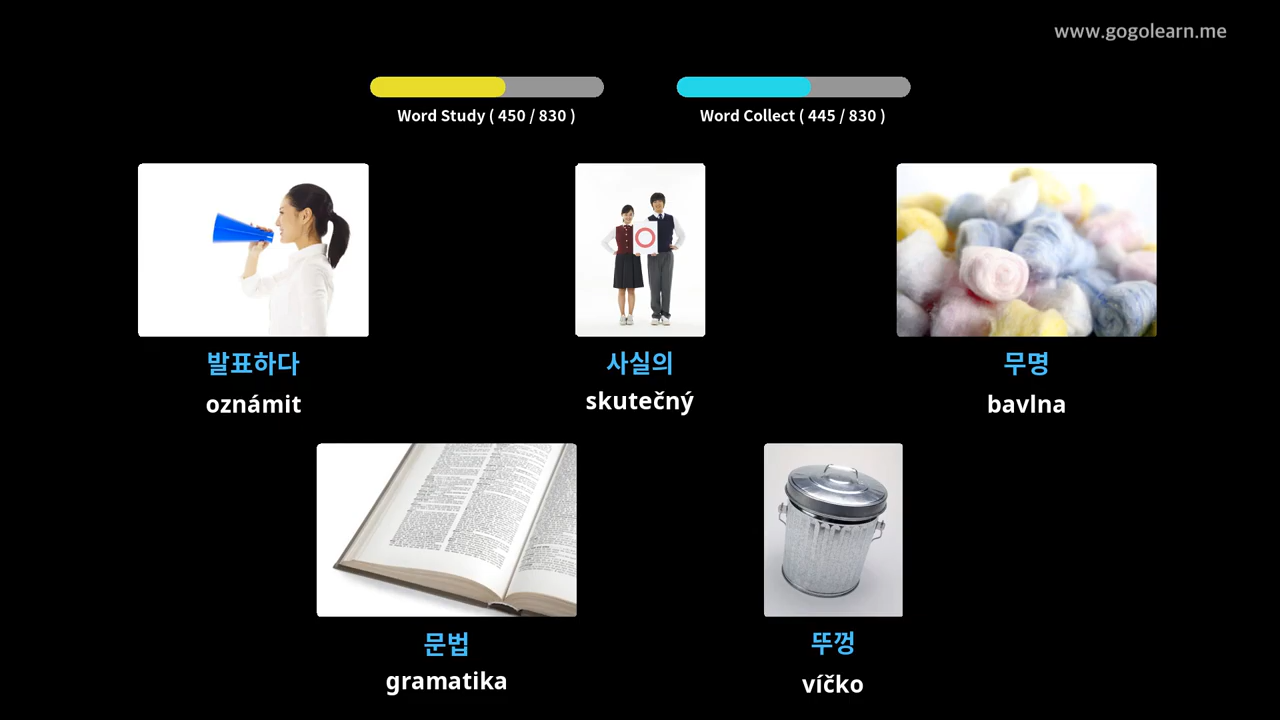 www.gogolearn.me
Word Study ( 450 / 830 )
Word Collect ( 445 / 830 )
발표하다
oznámit
사실의
skutečný
무명
bavlna
문법
gramatika
뚜껑
víčko